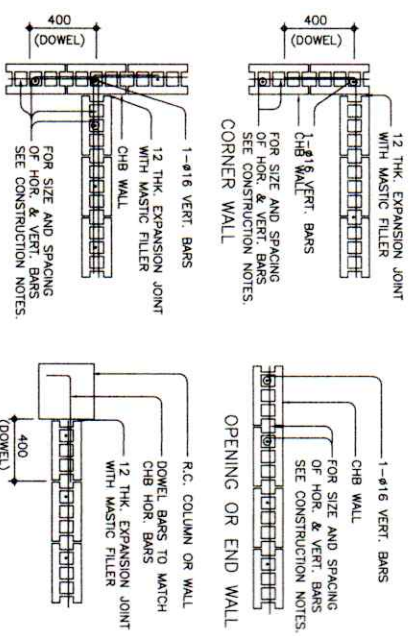 400
(DOWEL)
1-ø16 VERT. BARS
CHB WALL
12 THK. EXPANSION JOINT
WITH MASTIC FILLER
FOR SIZE AND SPACING
OF HOR. & VERT. BARS
SEE CONSTRUCTION NOTES.
400
(DOWEL)
12 THK. EXPANSION JOINT
WITH MASTIC FILLER
1-ø16 VERT. BARS
CHB WALL
FOR SIZE AND SPACING
OF HOR. & VERT. BARS
SEE CONSTRUCTION NOTES.
CORNER WALL
R.C. COLUMN OR WALL
DOWEL BARS TO MATCH
CHB HOR. BARS
12 THK. EXPANSION JOINT
WITH MASTIC FILLER
400
(DOWEL)
1-ø16 VERT. BARS
CHB WALL
FOR SIZE AND SPACING
OF HOR. & VERT. BARS
SEE CONSTRUCTION NOTES.
OPENING OR END WALL